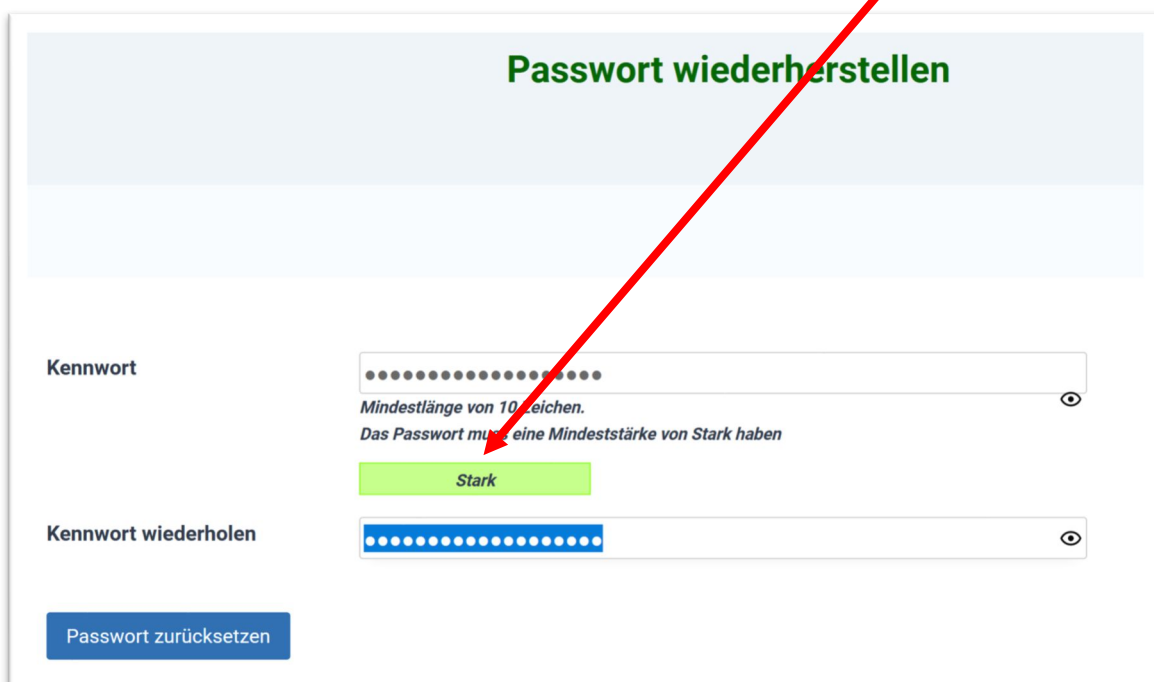 Passwort wiederherstellen
Kennwort
●●●●●●●●●●●●●●●●●●●
Mindestlänge von 10 Zeichen.
Das Passwort muss eine Mindeststärke von Stark haben
Stark
Kennwort wiederholen
●●●●●●●●●●●●●●●●●●●
Passwort zurücksetzen